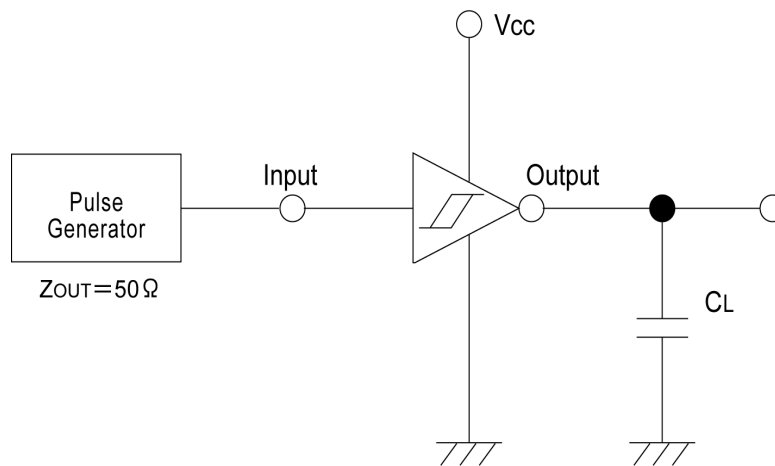 Vcc
Input
Output
Pulse
Generator
ZOUT=50Ω
CL